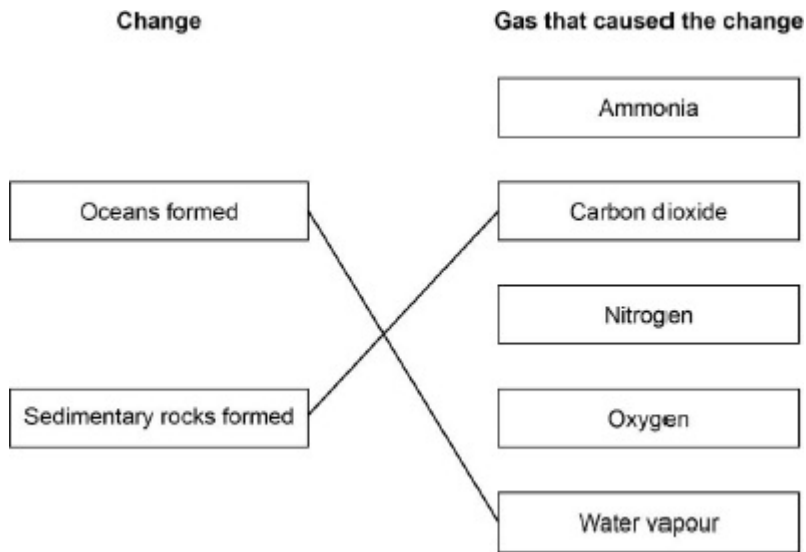 Change
Gas that caused the change
Ammonia
Oceans formed
Carbon dioxide
Nitrogen
Sedimentary rocks formed
Oxygen
Water vapour